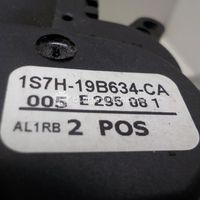 1S7H-19B634-CA
005 E 295 08 1
AL1RB 2 POS